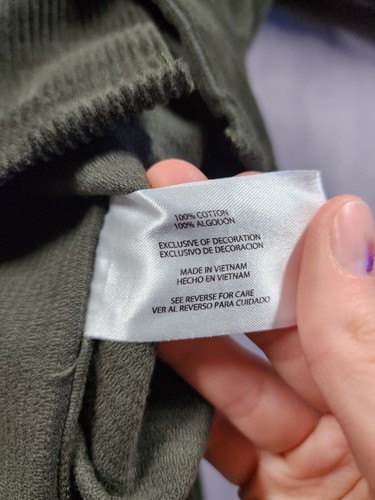 100% COTTON
100% ALGODÓN
EXCLUSIVE OF DECORATION
EXCLUSIVO DE DECORACION
MADE IN VIETNAM
HECHO EN VIETNAM
SEE REVERSE FOR CARE
VER AL REVERSO PARA CUIDADO